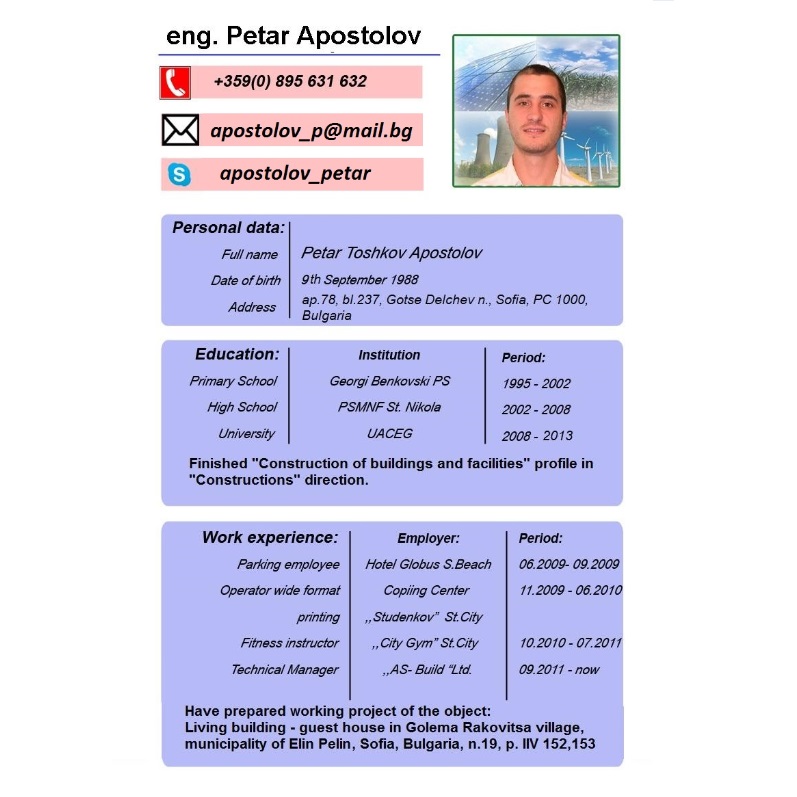 eng. Petar Apostolov
+359(0) 895 631 632
apostolov_p@mail.bg
S
apostolov_petar
Personal data:
Full name Petar Toshkov Apostolov
Date of birth 9th September 1988
Address ap.78, bl.237, Gotse Delchev n., Sofia, PC 1000,
Bulgaria
Education: Institution Period:
Primary School Georgi Benkovski PS 1995 - 2002
High School PSMNF St. Nikola 2002 - 2008
University UACEG 2008 - 2013
Finished "Construction of buildings and facilities" profile in
"Constructions" direction.
Work experience: Employer: Period:
Parking employee Hotel Globus S.Beach 06.2009- 09.2009
Operator wide format Copiing Center 11.2009 - 06.2010
printing ,,Studenkov” St.City
Fitness instructor ,,City Gym” St.City 10.2010 - 07.2011
Technical Manager ,,AS- Build “Ltd. 09.2011 - now
Have prepared working project of the object:
Living building - guest house in Golema Rakovitsa village,
municipality of Elin Pelin, Sofia, Bulgaria, n.19, p. IIV 152,153